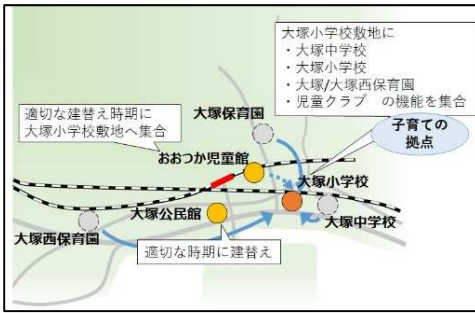 大塚小学校敷地に
・大塚中学校
・大塚小学校
・大塚/大塚西保育園
・児童クラブ　の機能を集合
適切な建替え時期に
大塚小学校敷地へ集合
大塚保育園
子育ての
拠点
おおつか児童館
大塚小学校
大塚公民館
大塚中学校
大塚西保育園
適切な時期に建替え